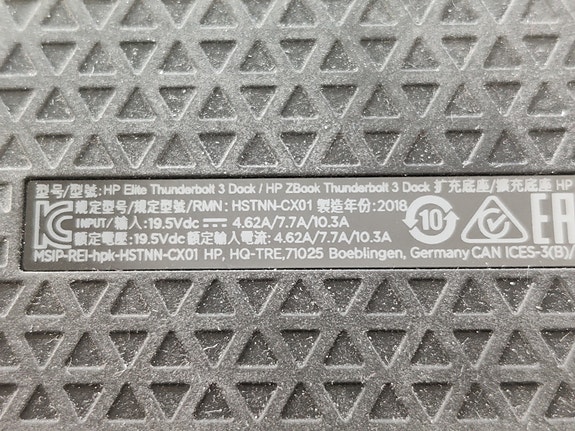 型号/型號:HP Elite Thunderbolt 3 Dock / HP ZBook Thunderbolt 3 Dock 扩充底座/擴充底座 HP
規定型号/規定型號/RMN: HSTNN-CX01 製造年份:2018
INPUT/輸入:19.5Vdc ⎓ 4.62A/7.7A/10.3A
額定電壓:19.5Vdc 額定輸入電流: 4.62A/7.7A/10.3A
10
EAC
MSIP-REI-hpk-HSTNN-CX01 HP, HQ-TRE,71025 Boeblingen, Germany CAN ICES-3(B)/